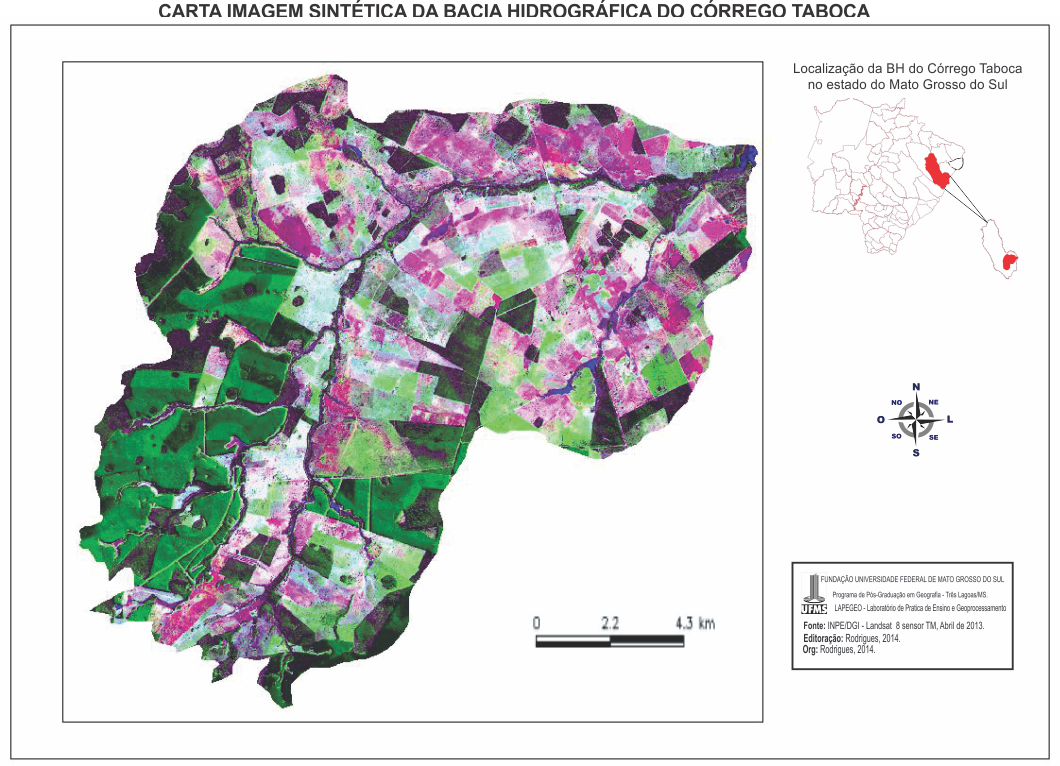 CARTA IMAGEM SINTÉTICA DA BACIA HIDROGRÁFICA DO CÓRREGO TABOCA
Localização da BH do Córrego Taboca
no estado do Mato Grosso do Sul
N
NO NE
O L
SO SE
S
0 2.2 4.3 km
UFMS
FUNDAÇÃO UNIVERSIDADE FEDERAL DE MATO GROSSO DO SUL
Programa de Pós-Graduação em Geografia - Três Lagoas/MS.
LAPEGEO - Laboratório de Pratica de Ensino e Geoprocessamento
Fonte: INPE/DGI - Landsat 8 sensor TM, Abril de 2013.
Editoração: Rodrigues, 2014.
Org: Rodrigues, 2014.